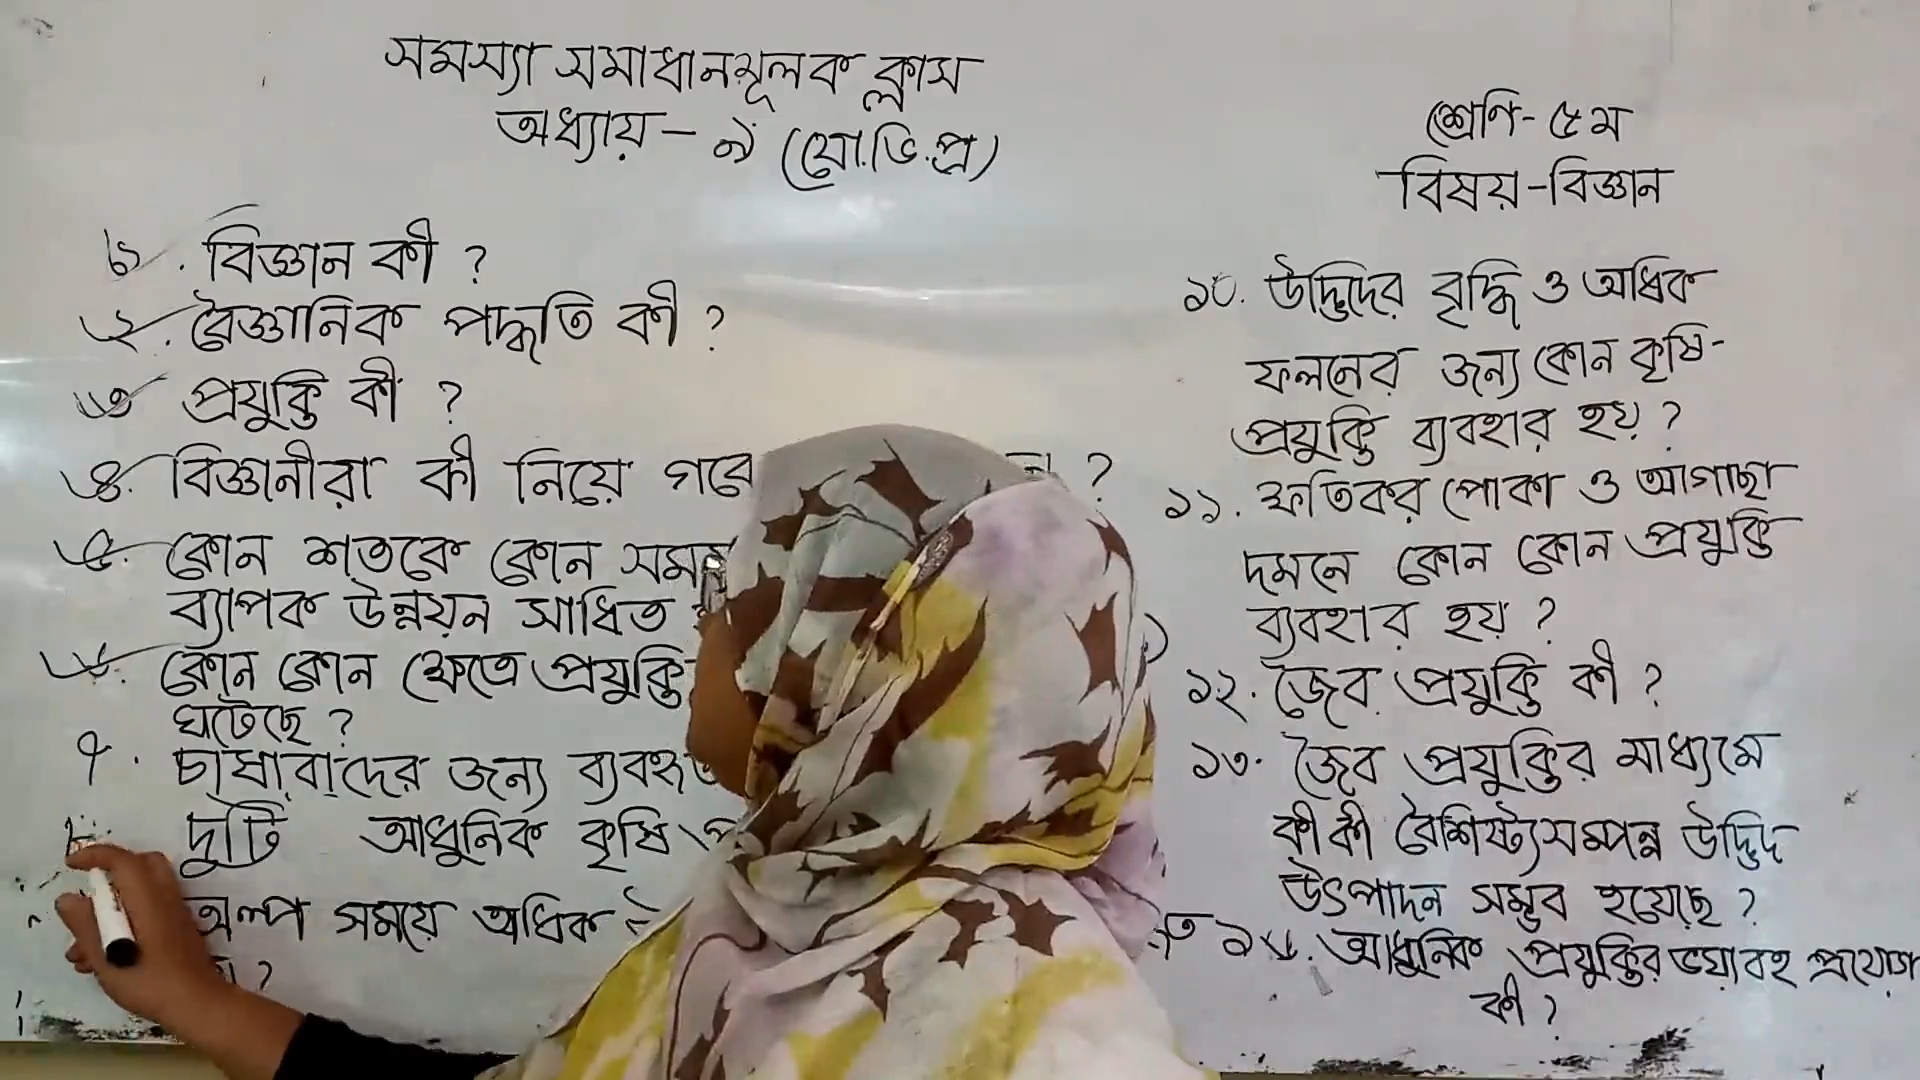 সমস্যা সমাধানমূলক ক্লাস
অধ্যায় - ৯ (যো.ভি.প্র)
শ্রেণি - ৫ম
বিষয় - বিজ্ঞান
১. বিজ্ঞান কী ?
২. বৈজ্ঞানিক পদ্ধতি কী ?
৩ প্রযুক্তি কী ?
৪. বিজ্ঞানীরা কী নিয়ে ?
৫. কোন শতকে কোন
ব্যাপক উন্নয়ন সাধিত
৬. কোন কোন ক্ষেত্রে প্রযুক্তি
ঘটেছে ?
৭. চাষাবাদের জন্য
৮ দুটি আধুনিক কৃষি
অল্প সময়ে অধিক
?
১০. উদ্ভিদের বৃদ্ধি ও অধিক
ফলনের জন্য কোন কৃষি-
প্রযুক্তি ব্যবহার হয় ?
১১. ক্ষতিকর পোকা ও আগাছা
দমনে কোন কোন প্রযুক্তি
ব্যবহার হয় ?
১২. জৈব প্রযুক্তি কী ?
১৩. জৈব প্রযুক্তির মাধ্যমে
কী কী বৈশিষ্ট্যসম্পন্ন উদ্ভিদ
উৎপাদন সম্ভব হয়েছে ?
আধুনিক প্রযুক্তির ভয়াবহ প্রয়োগ
কী ?